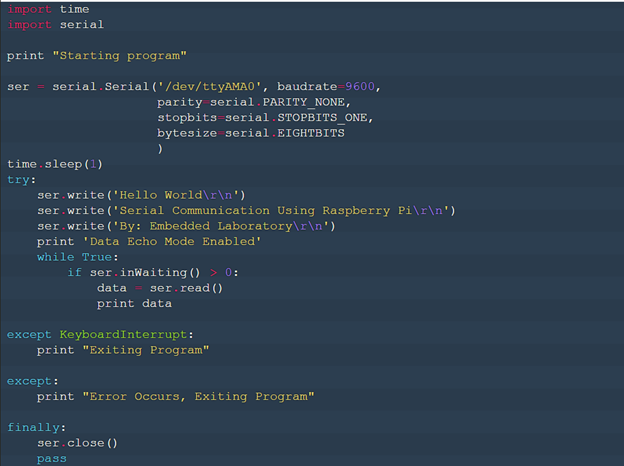 import time
import serial

print "Starting program"

ser = serial.Serial('/dev/ttyAMA0', baudrate=9600,
                    parity=serial.PARITY_NONE,
                    stopbits=serial.STOPBITS_ONE,
                    bytesize=serial.EIGHTBITS
                    )
time.sleep(1)
try:
    ser.write('Hello World\r\n')
    ser.write('Serial Communication Using Raspberry Pi\r\n')
    ser.write('By: Embedded Laboratory\r\n')
    print 'Data Echo Mode Enabled'
    while True:
        if ser.inWaiting() > 0:
            data = ser.read()
            print data

except KeyboardInterrupt:
    print "Exiting Program"

except:
    print "Error Occurs, Exiting Program"

finally:
    ser.close()
    pass